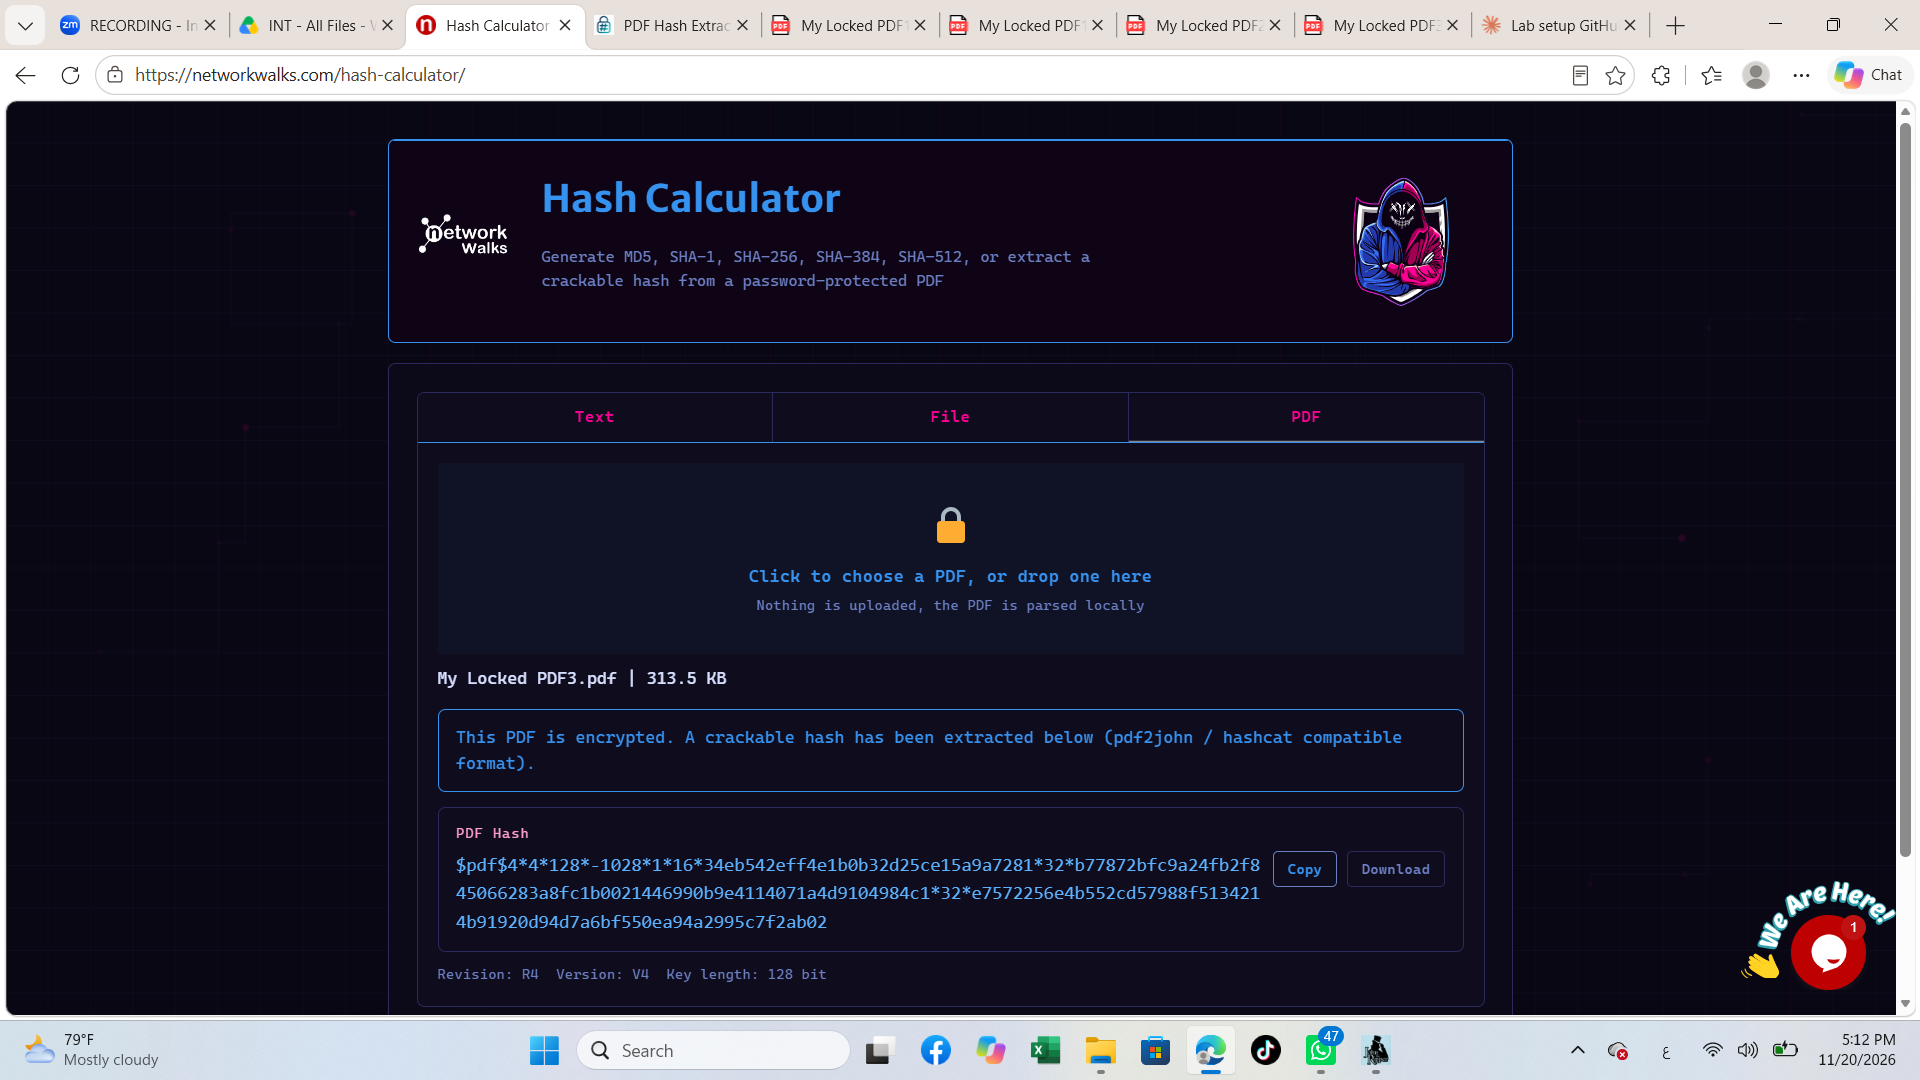 RECORDING - In
INT - All Files - W
Hash Calculator
PDF Hash Extrac
My Locked PDF1
My Locked PDF1
My Locked PDF2
My Locked PDF3
Lab setup GitHu
https://networkwalks.com/hash-calculator/
Chat
network
Walks
Hash Calculator
Generate MD5, SHA-1, SHA-256, SHA-384, SHA-512, or extract a
crackable hash from a password-protected PDF
Text
File
PDF
Click to choose a PDF, or drop one here
Nothing is uploaded, the PDF is parsed locally
My Locked PDF3.pdf | 313.5 KB
This PDF is encrypted. A crackable hash has been extracted below (pdf2john / hashcat compatible
format).
PDF Hash
$pdf$4*4*128*-1028*1*16*34eb542eff4e1b0b32d25ce15a9a7281*32*b77872bfc9a24fb2f8
45066283a8fc1b0021446990b9e4114071a4d9104984c1*32*e7572256e4b552cd57988f513421
4b91920d94d7a6bf550ea94a2995c7f2ab02
Copy
Download
Revision: R4 Version: V4 Key length: 128 bit
We Are Here!
1
79°F
Mostly cloudy
Search
47
ع
5:12 PM
11/20/2026